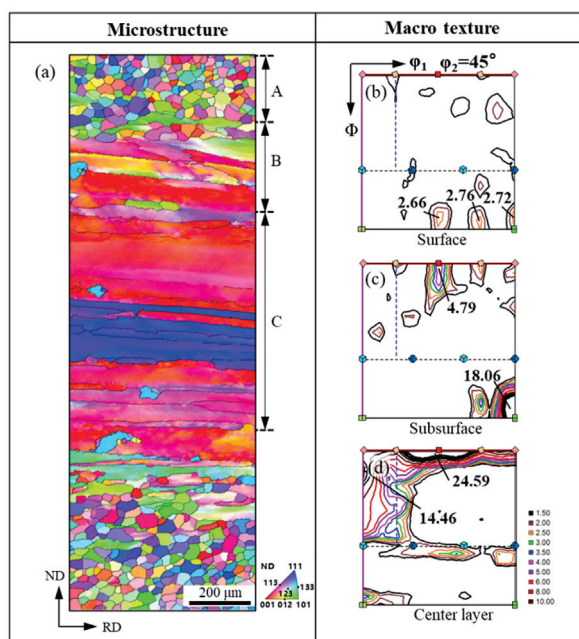 Microstructure
Macro texture
(a)
A
B
C
ND
RD
200 μm
ND 111
113 133
123
001 012 101
φ1 φ2=45°
Φ
(b)
2.66 2.76 2.72
Surface
(c)
4.79
18.06
Subsurface
(d)
24.59
14.46
Center layer
1.50
2.00
2.50
3.00
3.50
4.00
5.00
6.00
8.00
10.00